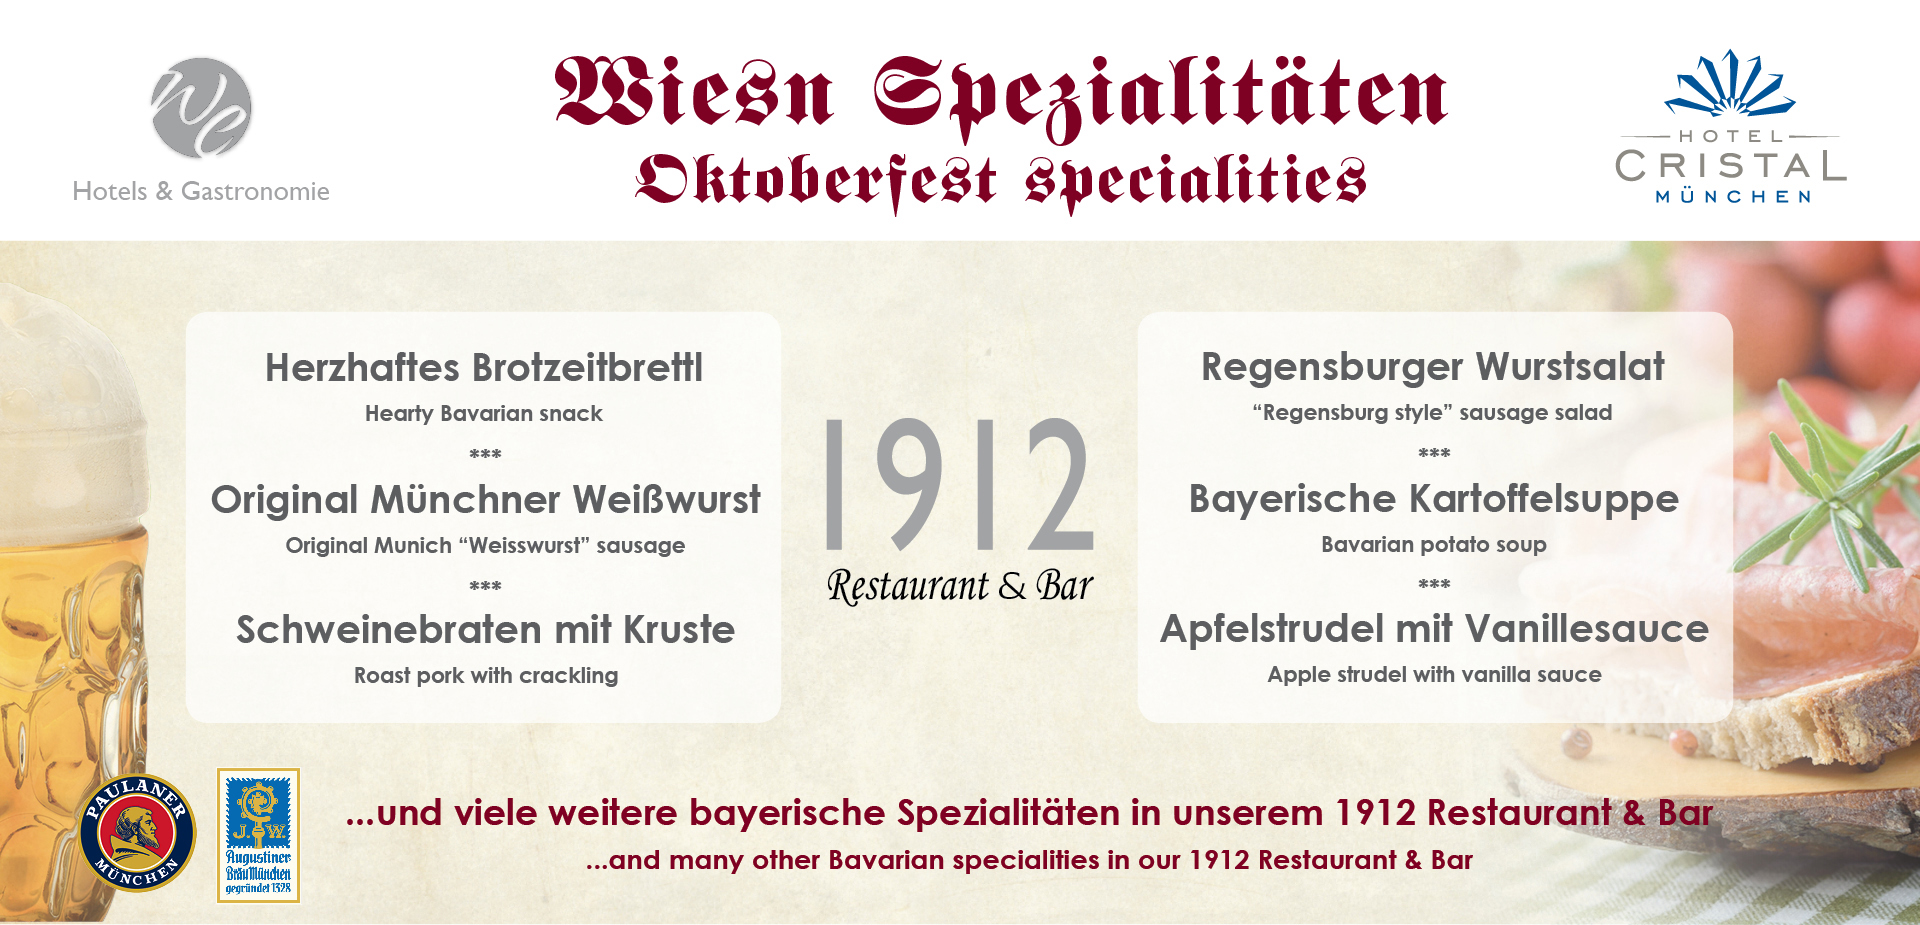 WC
Hotels & Gastronomie
Wiesn Spezialitäten
Oktoberfest specialities
HOTEL
CRISTAL
MÜNCHEN
Herzhaftes Brotzeitbrettl
Hearty Bavarian snack
***
Original Münchner Weißwurst
Original Munich “Weisswurst” sausage
***
Schweinebraten mit Kruste
Roast pork with crackling
1912
Restaurant & Bar
Regensburger Wurstsalat
“Regensburg style” sausage salad
***
Bayerische Kartoffelsuppe
Bavarian potato soup
***
Apfelstrudel mit Vanillesauce
Apple strudel with vanilla sauce
PAULANER
MÜNCHEN
J. W.
Augustiner
Bräu München
gegründet 1328
...und viele weitere bayerische Spezialitäten in unserem 1912 Restaurant & Bar
...and many other Bavarian specialities in our 1912 Restaurant & Bar